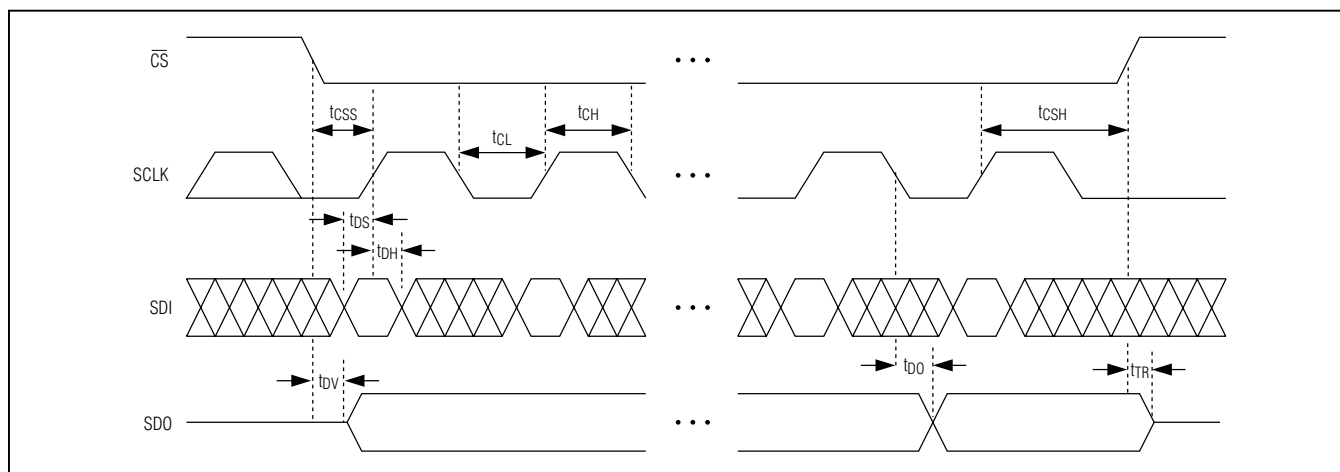 CS
tCSS
tCH
tCSH
tCL
SCLK
tDS
tDH
SDI
tDO
tTR
tDV
SDO